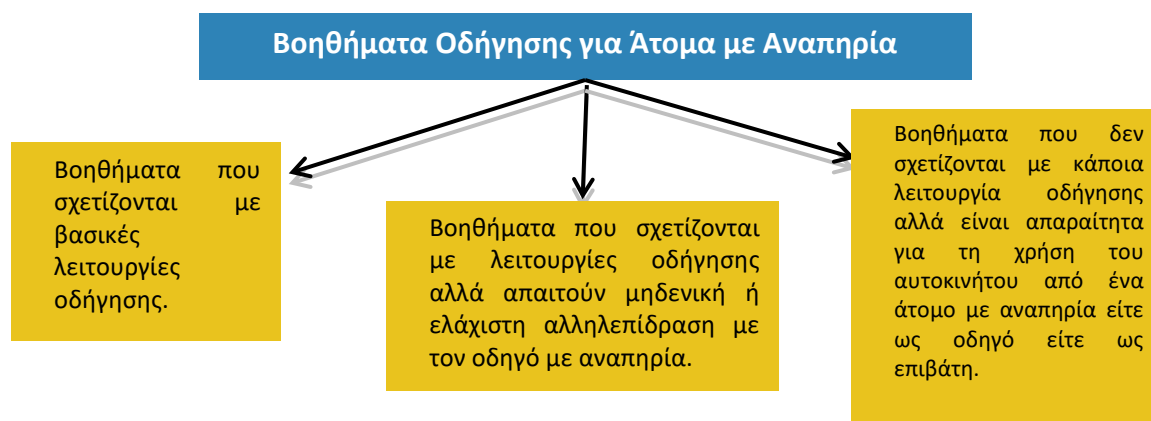 Βοηθήματα Οδήγησης για Άτομα με Αναπηρία
Βοηθήματα που
σχετίζονται με
βασικές
λειτουργίες
οδήγησης.
Βοηθήματα που σχετίζονται
με λειτουργίες οδήγησης
αλλά απαιτούν μηδενική ή
ελάχιστη αλληλεπίδραση με
τον οδηγό με αναπηρία.
Βοηθήματα που δεν
σχετίζονται με κάποια
λειτουργία οδήγησης
αλλά είναι απαραίτητα
για τη χρήση του
αυτοκινήτου από ένα
άτομο με αναπηρία είτε
ως οδηγό είτε ως
επιβάτη.